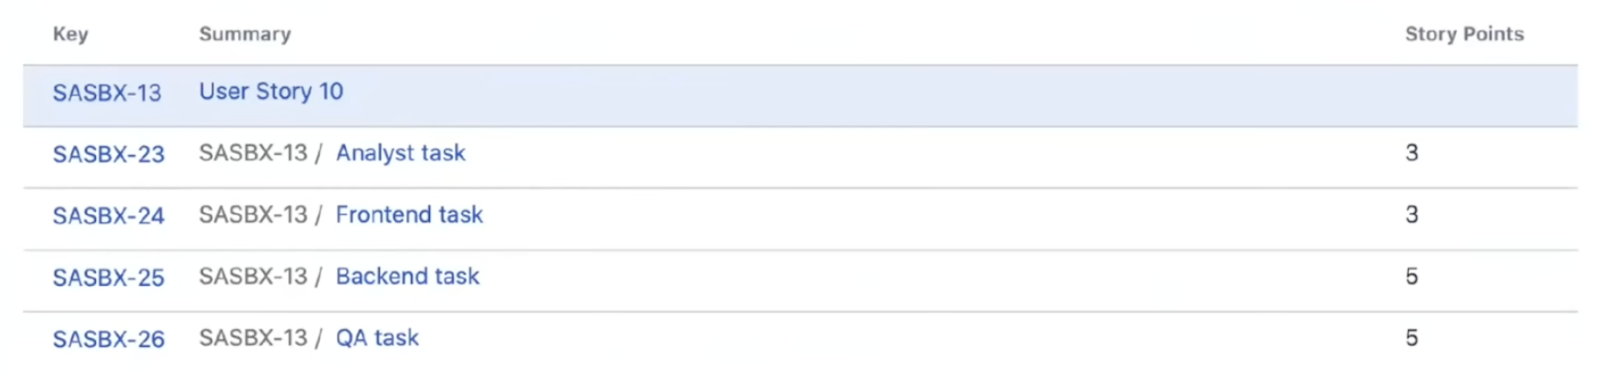 Key Summary Story Points
SASBX-13 User Story 10
SASBX-23 SASBX-13 / Analyst task 3
SASBX-24 SASBX-13 / Frontend task 3
SASBX-25 SASBX-13 / Backend task 5
SASBX-26 SASBX-13 / QA task 5